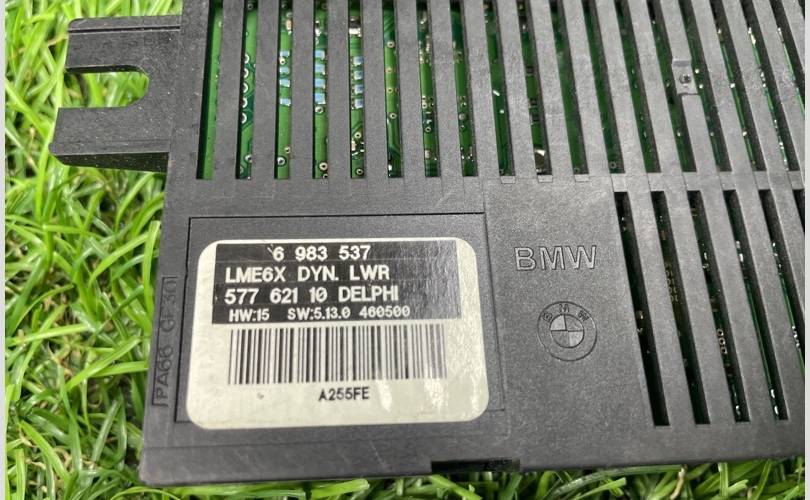 6 983 537
LME6X DYN. LWR
577 621 10 DELPHI
HW:15 SW:5.13.0 460500
A255FE
BMW
BMW
PA66 GF30